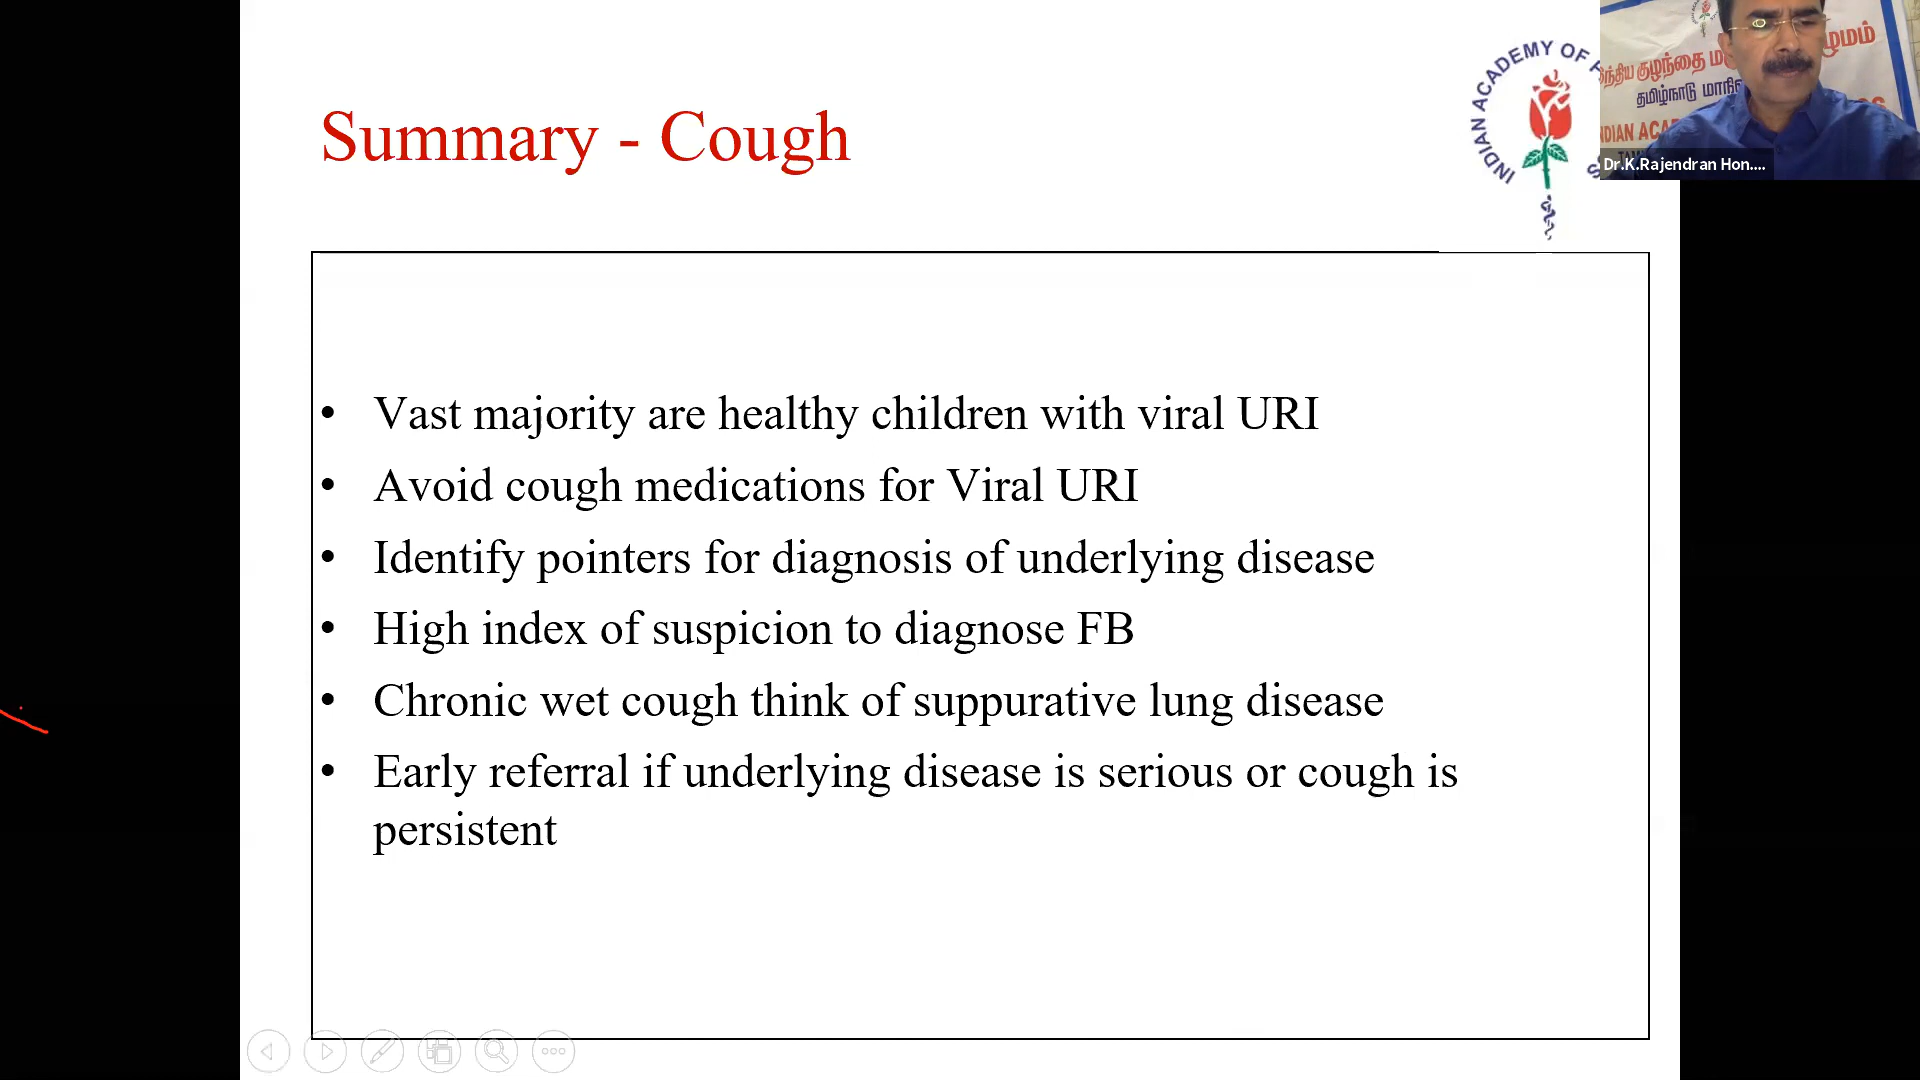 Summary - Cough
INDIAN ACADEMY OF
• Vast majority are healthy children with viral URI
• Avoid cough medications for Viral URI
• Identify pointers for diagnosis of underlying disease
• High index of suspicion to diagnose FB
• Chronic wet cough think of suppurative lung disease
• Early referral if underlying disease is serious or cough is
persistent
குழந்தை
தமிழ்நாடு
Dr.K.Rajendran Hon....